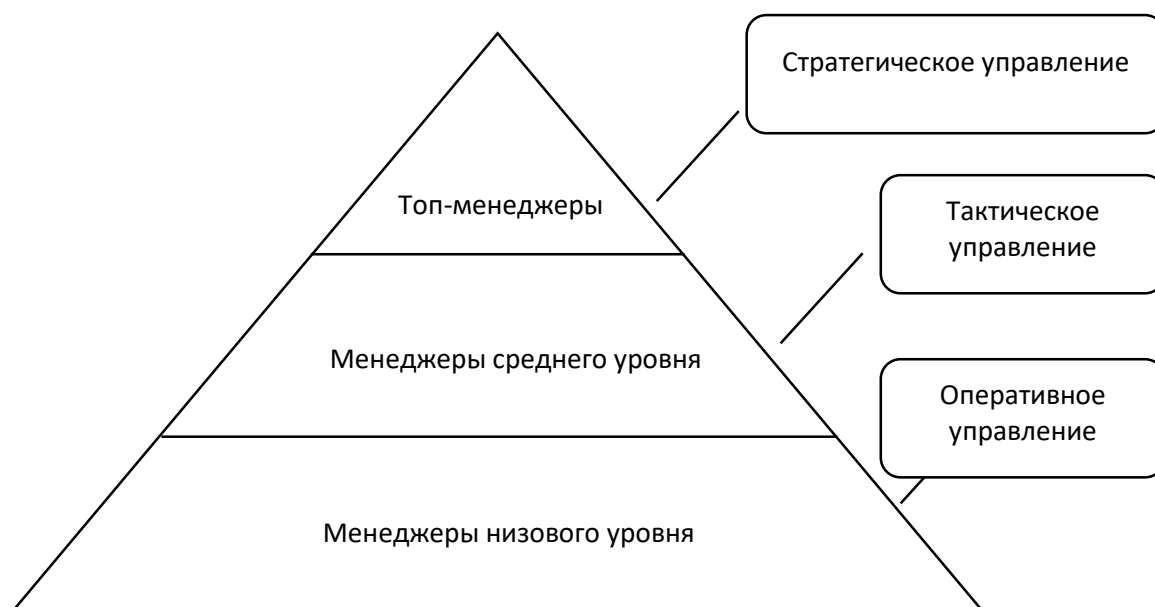 Стратегическое управление
Топ-менеджеры
Тактическое
управление
Менеджеры среднего уровня
Оперативное
управление
Менеджеры низового уровня